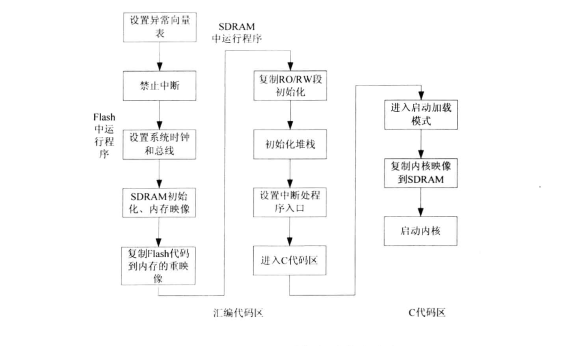 设置异常向量
表
禁止中断
Flash
中运
行程
序
设置系统时钟
和总线
SDRAM初始
化、内存映像
复制Flash代码
到内存的重映
像
SDRAM
中运行程序
复制RO/RW段
初始化
初始化堆栈
设置中断处程
序入口
进入C代码区
进入启动加载
模式
复制内核映像
到SDRAM
启动内核
汇编代码区
C代码区